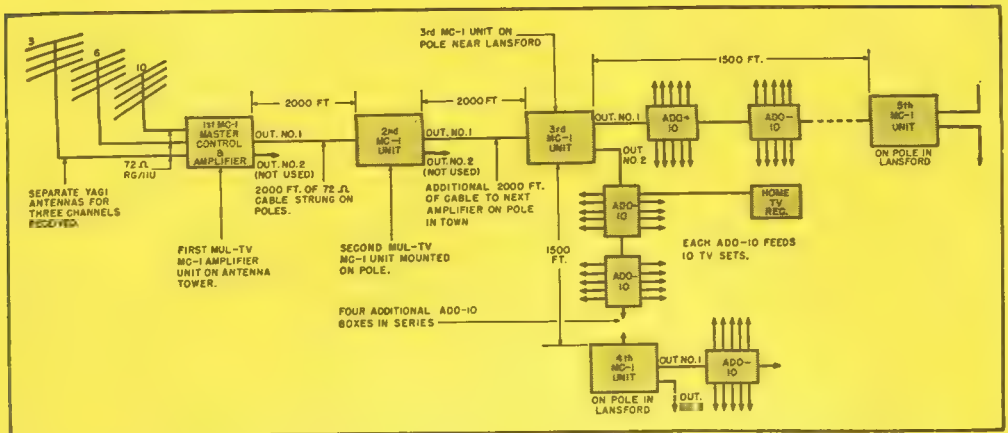 3
6
10
1st MC-1
MASTER
CONTROL
&
AMPLIFIER
72 Ω
RG/11U
SEPARATE YAGI
ANTENNAS FOR
THREE CHANNELS
RECEIVED.
2000 FT
OUT. NO.1
OUT. NO.2
(NOT USED)
2000 FT. OF 72 Ω
CABLE STRUNG ON
POLES.
FIRST MUL-TV
MC-1 AMPLIFIER
UNIT ON ANTENNA
TOWER.
2nd
MC-1
UNIT
SECOND MUL-TV
MC-1 UNIT MOUNTED
ON POLE.
2000 FT
OUT. NO.1
OUT. NO.2
(NOT USED)
ADDITIONAL 2000 FT.
OF CABLE TO NEXT
AMPLIFIER ON POLE
IN TOWN
3rd MC-1 UNIT ON
POLE NEAR LANSFORD
3rd
MC-1
UNIT
OUT. NO.1
OUT
NO 2
1500 FT.
ADO-
10
ADO-
10
5th
MC-1
UNIT
ON POLE
IN LANSFORD
ADO-
10
HOME
TV
REC.
EACH ADO-10 FEEDS
10 TV SETS.
1500
FT.
ADO-
10
FOUR ADDITIONAL ADO-10
BOXES IN SERIES
4th
MC-1
UNIT
ON POLE IN
LANSFORD
OUT NO.1
OUT.
ADO-
10